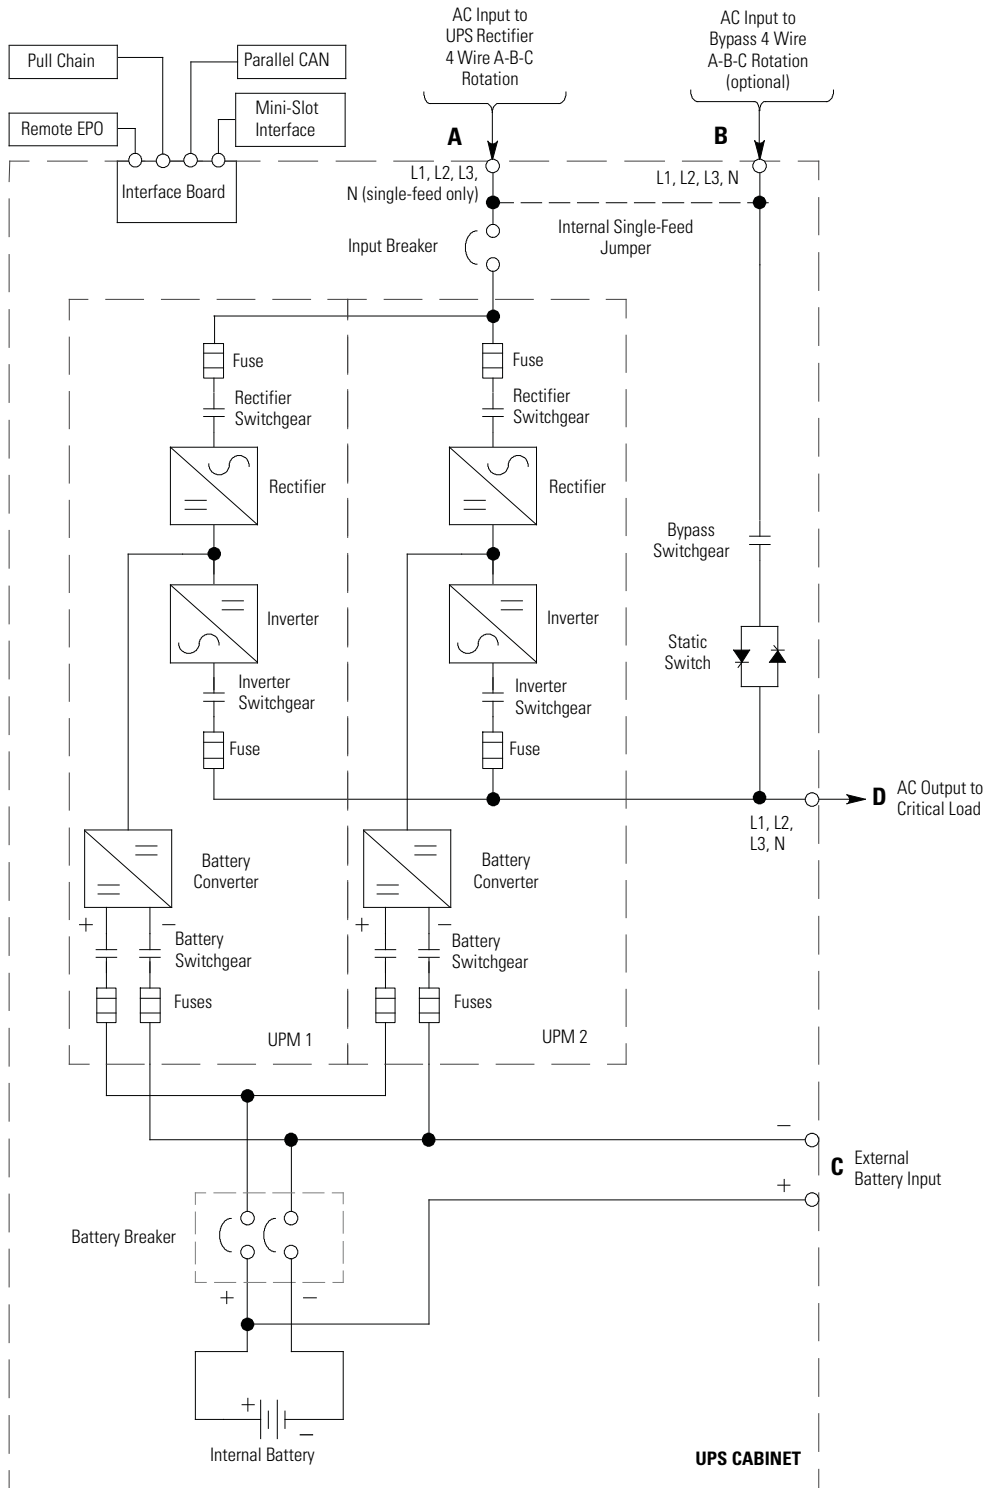 AC Input to
UPS Rectifier
4 Wire A-B-C
Rotation
AC Input to
Bypass 4 Wire
A-B-C Rotation
(optional)
Pull Chain
Parallel CAN
Remote EPO
Mini-Slot
Interface
Interface Board
A
B
L1, L2, L3,
N (single-feed only)
L1, L2, L3, N
Internal Single-Feed
Jumper
Input Breaker
Fuse
Fuse
Rectifier
Switchgear
Rectifier
Switchgear
Rectifier
Rectifier
Bypass
Switchgear
Inverter
Inverter
Static
Switch
Inverter
Switchgear
Inverter
Switchgear
Fuse
Fuse
D
AC Output to
Critical Load
L1, L2,
L3, N
Battery
Converter
Battery
Converter
+
−
+
−
Battery
Switchgear
Battery
Switchgear
Fuses
Fuses
UPM 1
UPM 2
−
C
External
Battery Input
+
Battery Breaker
+
−
+
−
Internal Battery
UPS CABINET